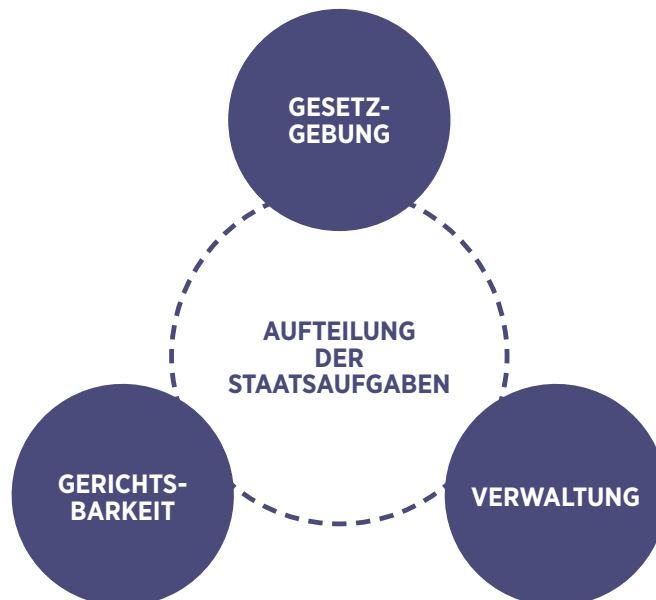 GESETZ-
GEBUNG
AUFTEILUNG
DER
STAATSAUFGABEN
GERICHTS-
BARKEIT
VERWALTUNG